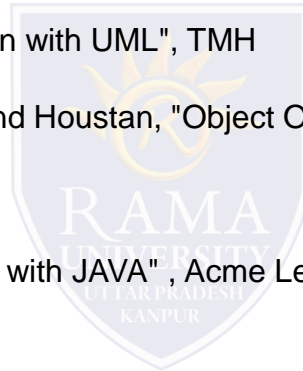 n with UML", TMH
nd Houstan, "Object O
RAMA
UNIVERSITY
with JAVA" , Acme Le
UTTAR PRADESH
KANPUR